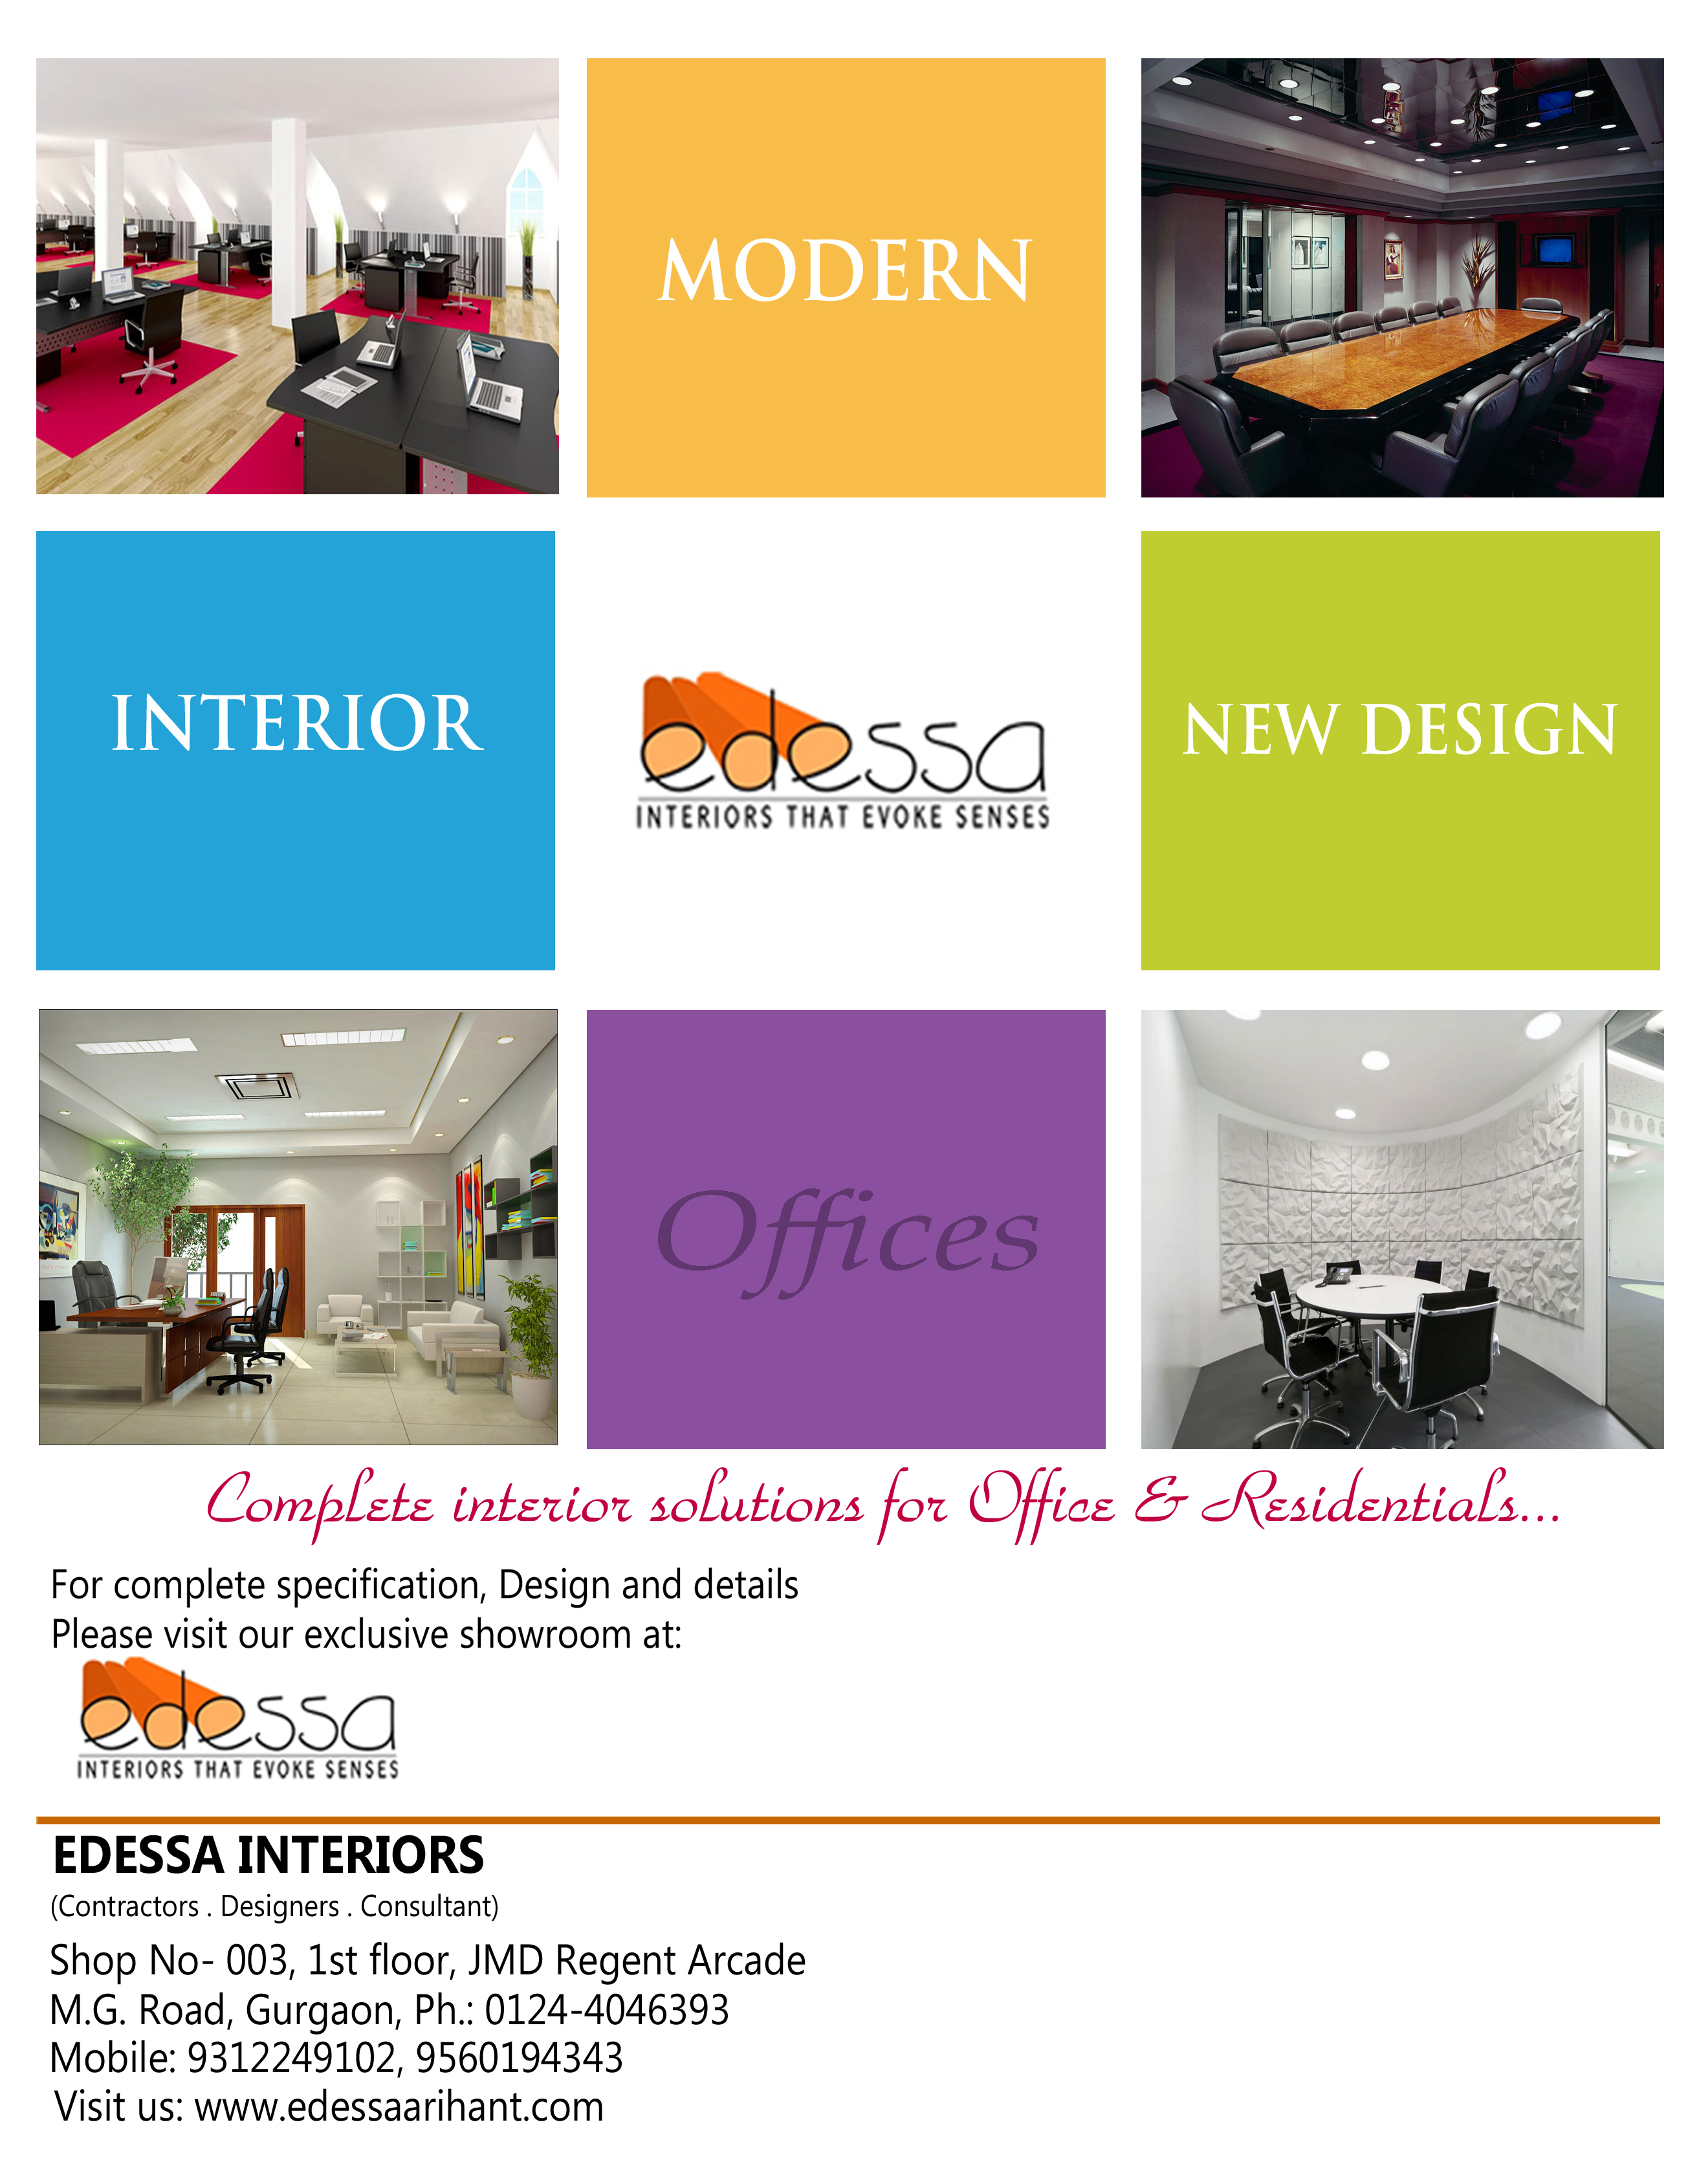 MODERN
INTERIOR
edessa
INTERIORS THAT EVOKE SENSES
NEW DESIGN
Offices
Complete interior solutions for Office & Residentials...
For complete specification, Design and details
Please visit our exclusive showroom at:
edessa
INTERIORS THAT EVOKE SENSES
EDESSA INTERIORS
(Contractors . Designers . Consultant)
Shop No- 003, 1st floor, JMD Regent Arcade
M.G. Road, Gurgaon, Ph.: 0124-4046393
Mobile: 9312249102, 9560194343
Visit us: www.edessaarihant.com